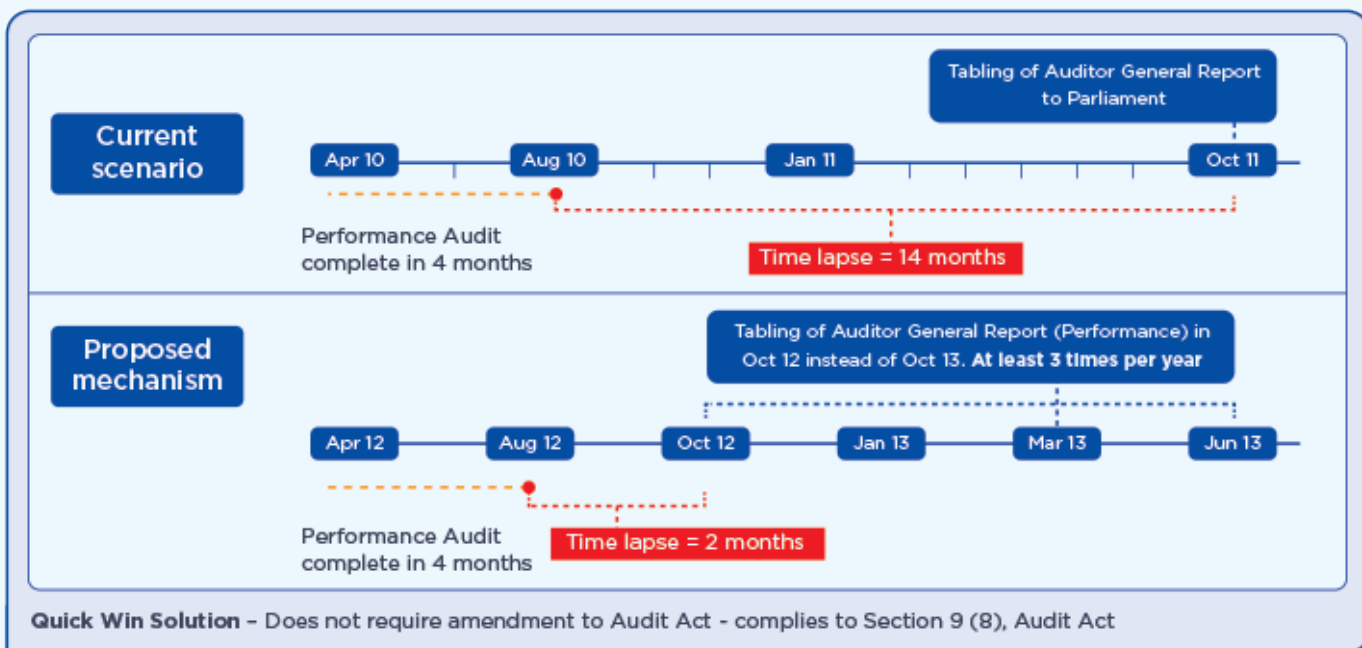 Tabling of Auditor General Report
to Parliament
Current
scenario
Apr 10
Aug 10
Jan 11
Oct 11
Performance Audit
complete in 4 months
Time lapse = 14 months
Proposed
mechanism
Tabling of Auditor General Report (Performance) in
Oct 12 instead of Oct 13. At least 3 times per year
Apr 12
Aug 12
Oct 12
Jan 13
Mar 13
Jun 13
Performance Audit
complete in 4 months
Time lapse = 2 months
Quick Win Solution – Does not require amendment to Audit Act - complies to Section 9 (8), Audit Act